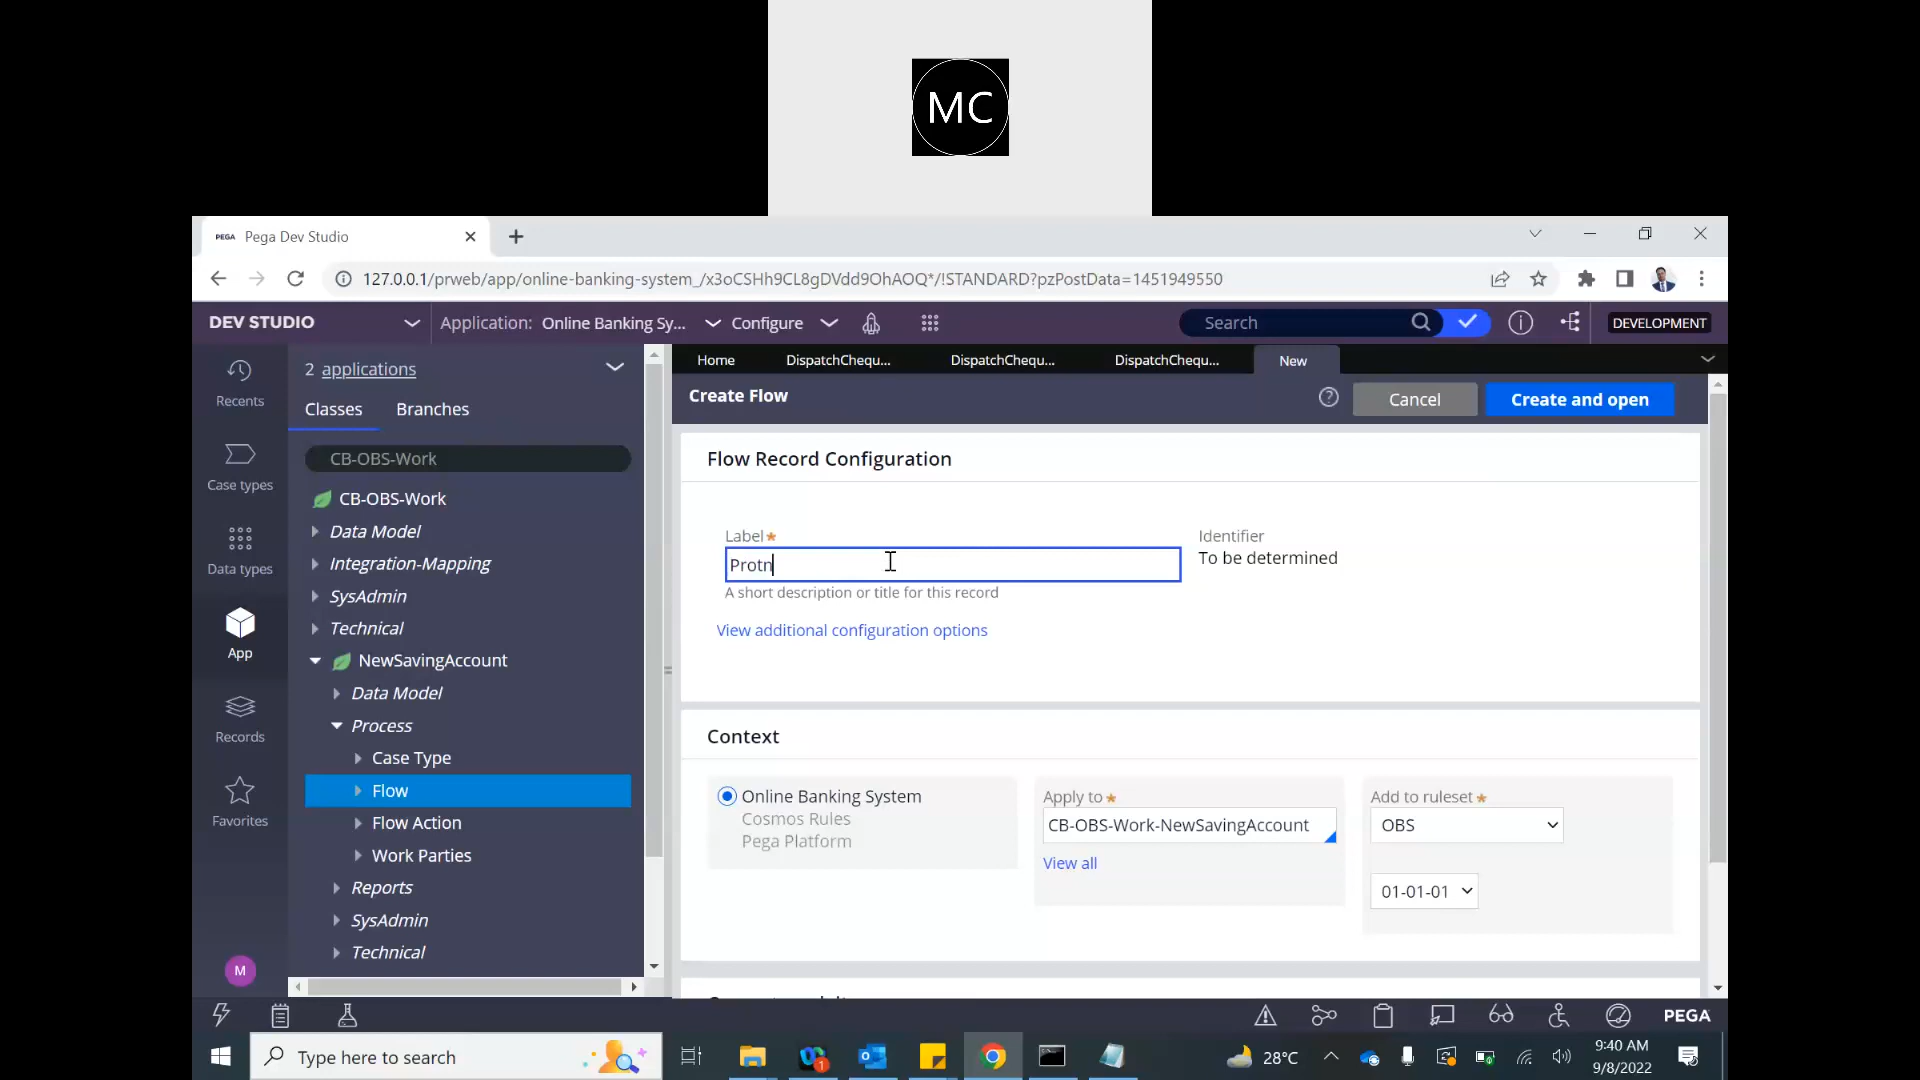 MC
PEGA Pega Dev Studio
127.0.0.1/prweb/app/online-banking-system_/x3oCSHh9CL8gDVdd9OhAOQ*/!STANDARD?pzPostData=1451949550
DEV STUDIO Application: Online Banking Sy... Configure Search DEVELOPMENT
Recents
Case types
Data types
App
Records
Favorites
M
2 applications
Classes Branches
CB-OBS-Work
CB-OBS-Work
Data Model
Integration-Mapping
SysAdmin
Technical
NewSavingAccount
Data Model
Process
Case Type
Flow
Flow Action
Work Parties
Reports
SysAdmin
Technical
Home DispatchChequ... DispatchChequ... DispatchChequ... New
Create Flow Cancel Create and open
Flow Record Configuration
Label* Identifier
Protn To be determined
A short description or title for this record
View additional configuration options
Context
Online Banking System
Cosmos Rules
Pega Platform
Apply to*
CB-OBS-Work-NewSavingAccount
View all
Add to ruleset*
OBS
01-01-01
PEGA
Type here to search
1
28°C
9:40 AM
9/8/2022